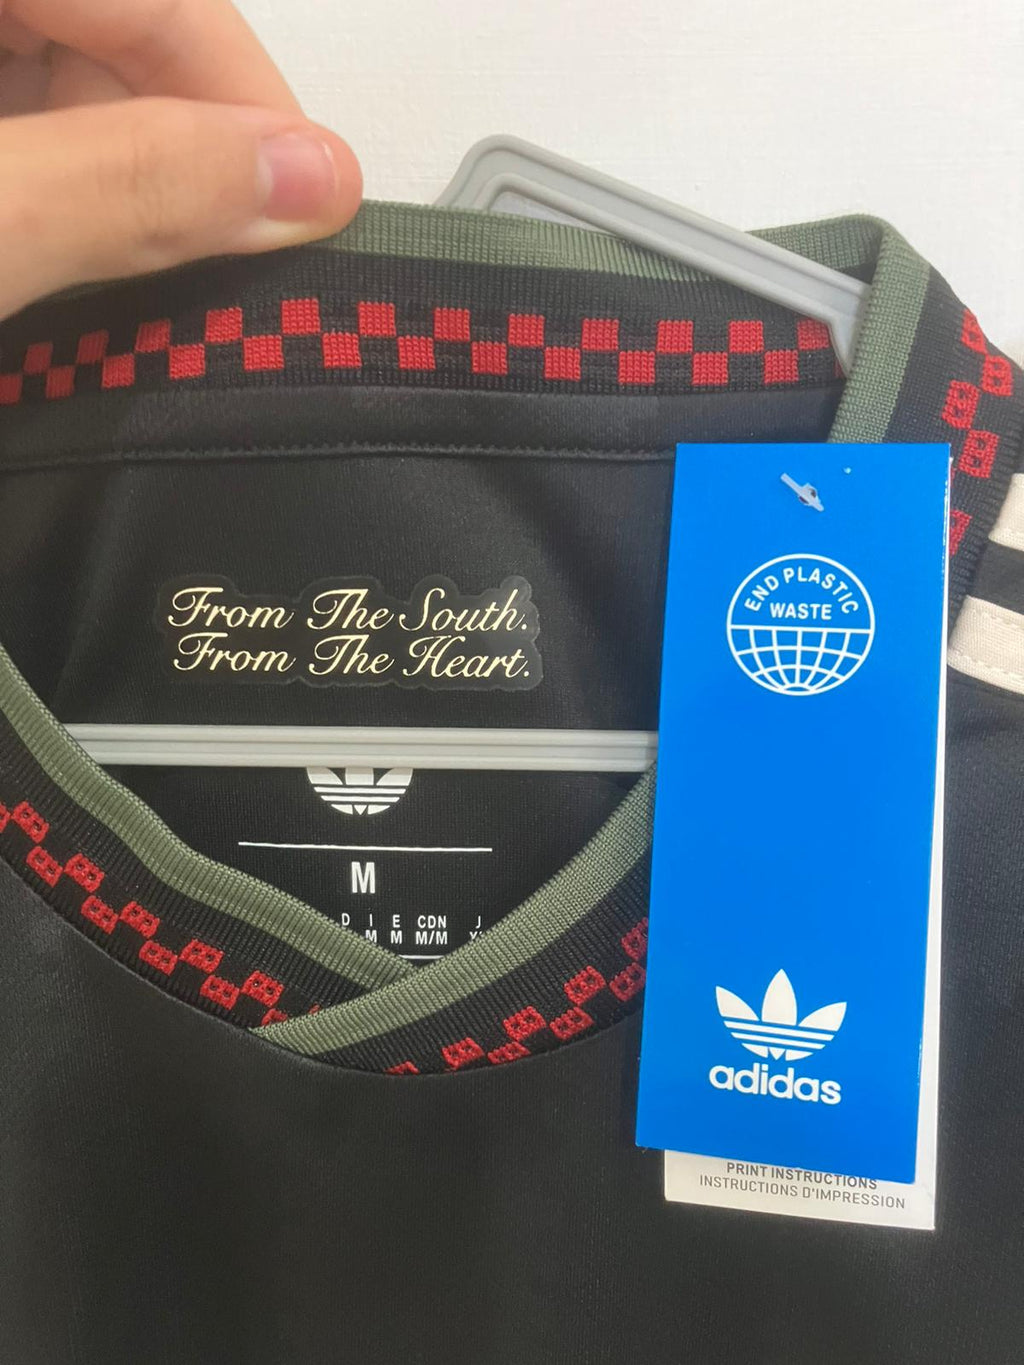 From The South.
From The Heart.
M
D I E CDN J
M M M/M
END PLASTIC
WASTE
adidas
PRINT INSTRUCTIONS
INSTRUCTIONS D'IMPRESSION